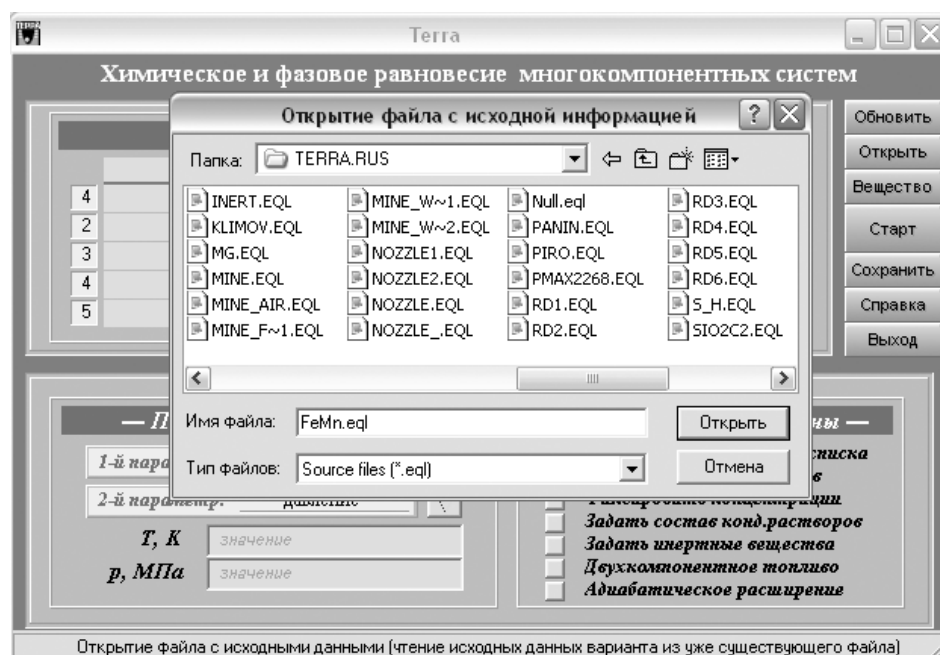 Terra
Химическое и фазовое равновесие многокомпонентных систем
Открытие файла с исходной информацией
Папка: TERRA.RUS
INERT.EQL MINE_W~1.EQL Null.eql RD3.EQL
KLIMOV.EQL MINE_W~2.EQL PANIN.EQL RD4.EQL
MG.EQL NOZZLE1.EQL PIRO.EQL RD5.EQL
MINE.EQL NOZZLE2.EQL PMAX2268.EQL RD6.EQL
MINE_AIR.EQL NOZZLE.EQL RD1.EQL S_H.EQL
MINE_F~1.EQL NOZZLE_.EQL RD2.EQL SIO2C2.EQL
Имя файла: FeMn.eql Открыть
Тип файлов: Source files (*.eql) Отмена
4
2
3
4
5
Обновить
Открыть
Вещество
Старт
Сохранить
Справка
Выход
1-й
2-й
T, К значение
p, МПа значение
Задать состав конд.растворов
Задать инертные вещества
Двухкомпонентное топливо
Адиабатическое расширение
Открытие файла с исходными данными (чтение исходных данных варианта из уже существующего файла)